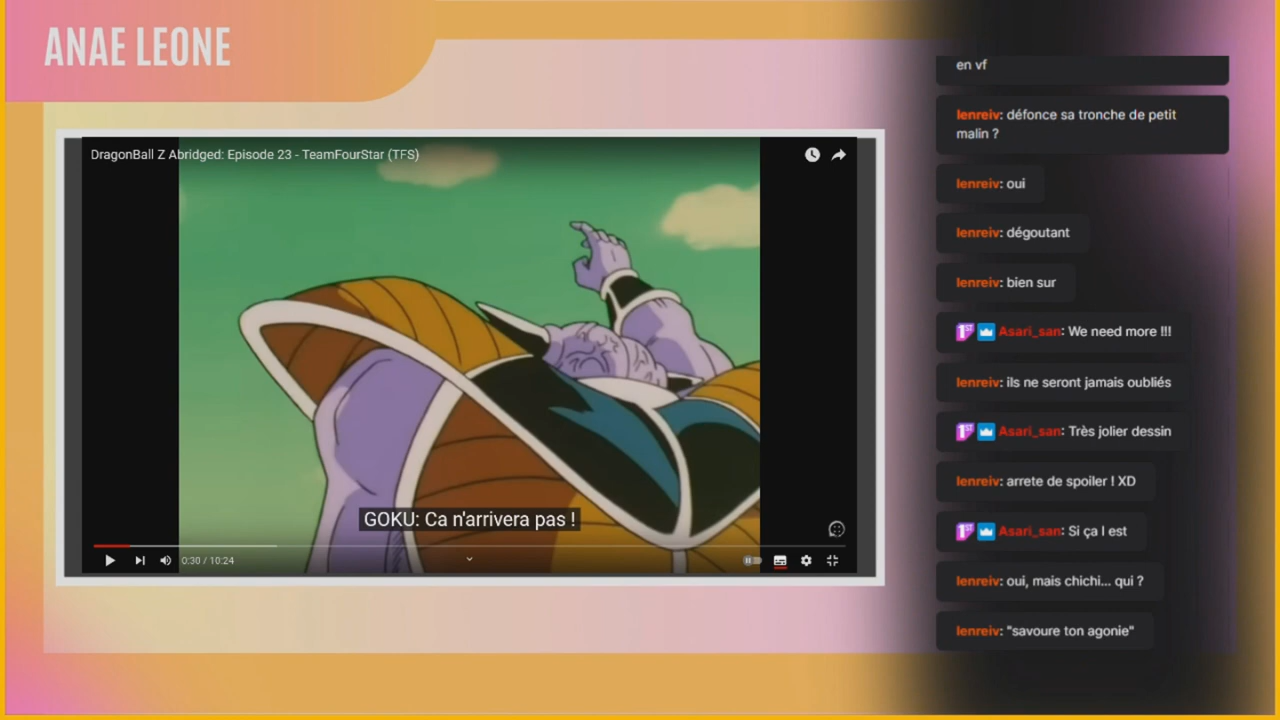 ANAE LEONE
DragonBall Z Abridged: Episode 23 - TeamFourStar (TFS)
GOKU: Ca n'arrivera pas !
0:30 / 10:24
en vf
lenreiv: défonce sa tronche de petit
malin ?
lenreiv: oui
lenreiv: dégoutant
lenreiv: bien sur
1ST Asari_san: We need more !!!
lenreiv: ils ne seront jamais oubliés
1ST Asari_san: Très jolier dessin
lenreiv: arrete de spoiler ! XD
1ST Asari_san: Si ça l est
lenreiv: oui, mais chichi... qui ?
lenreiv: "savoure ton agonie"